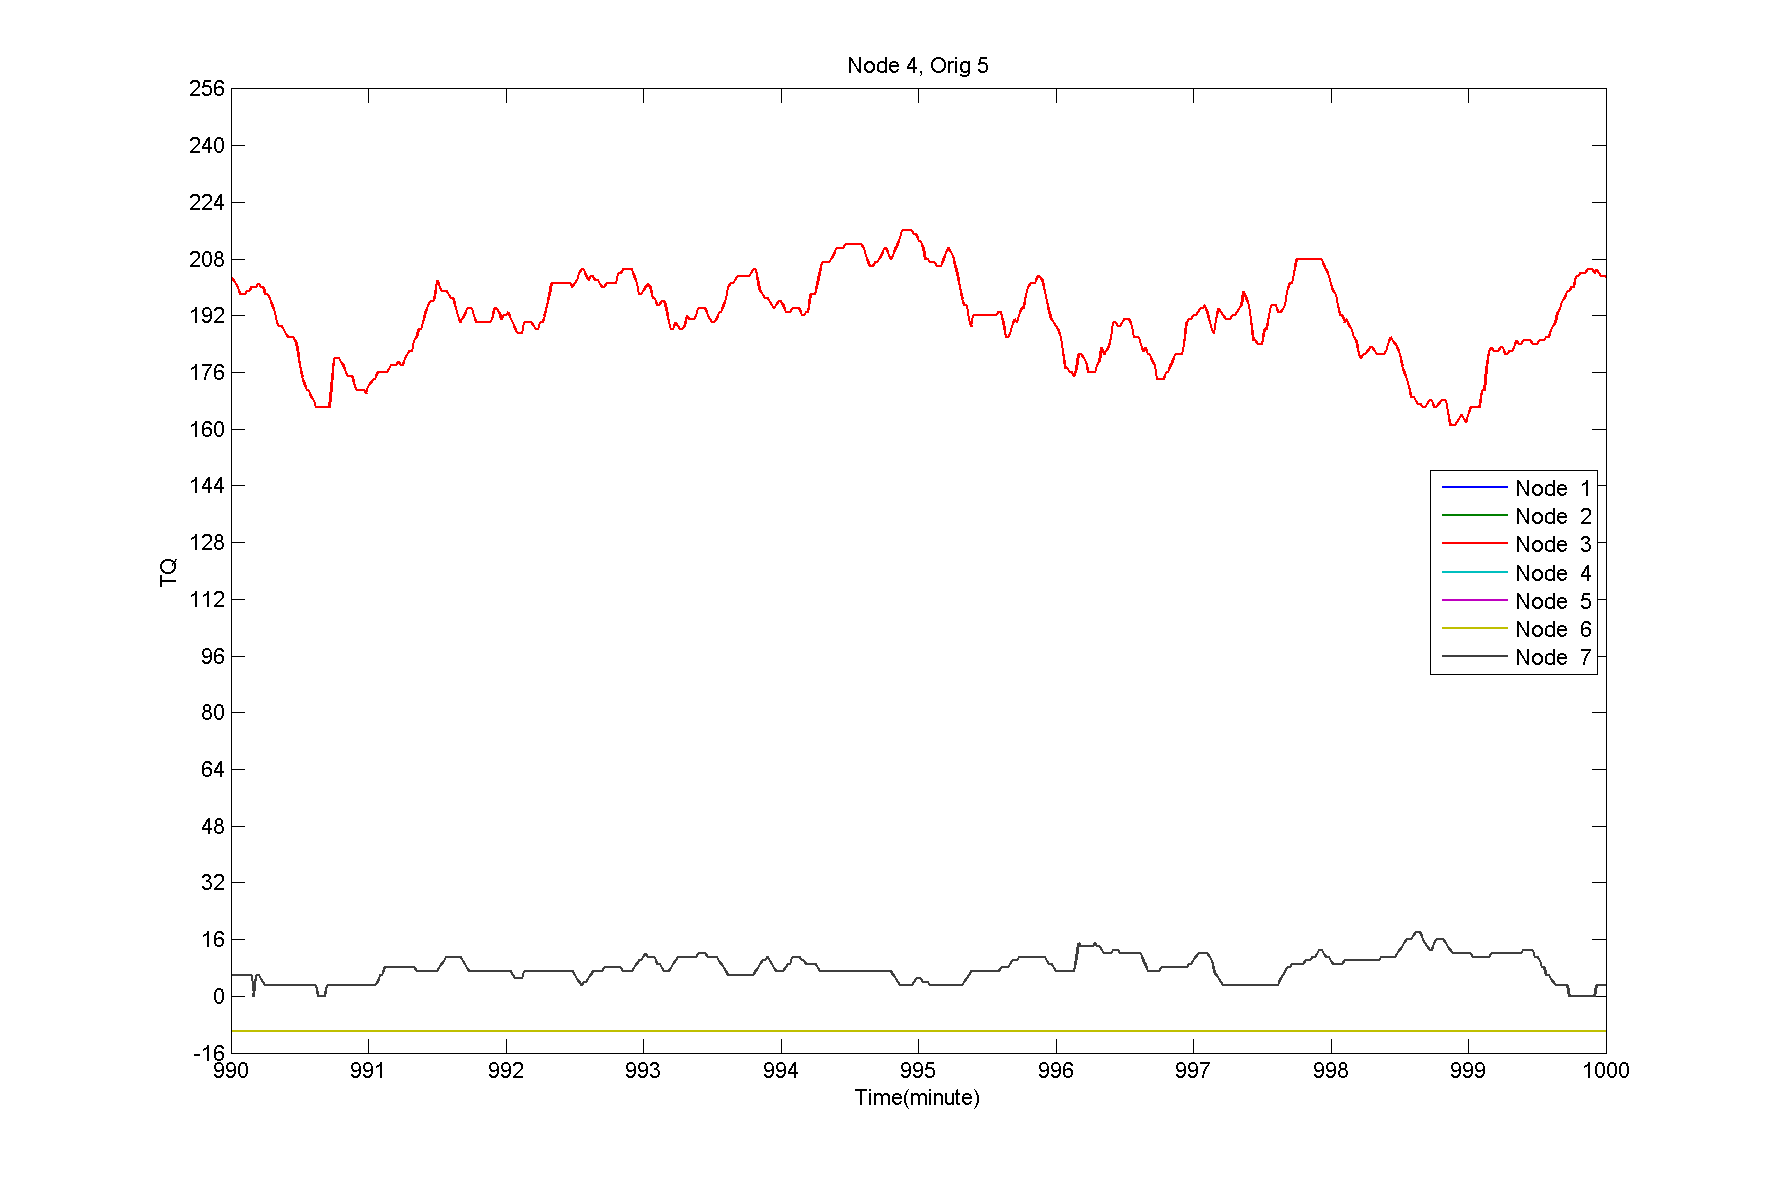 Node 4, Orig 5
256
240
224
208
192
176
160
144
128
112
96
80
64
48
32
16
0
-16
TQ
Node 1
Node 2
Node 3
Node 4
Node 5
Node 6
Node 7
990 991 992 993 994 995 996 997 998 999 1000
Time(minute)